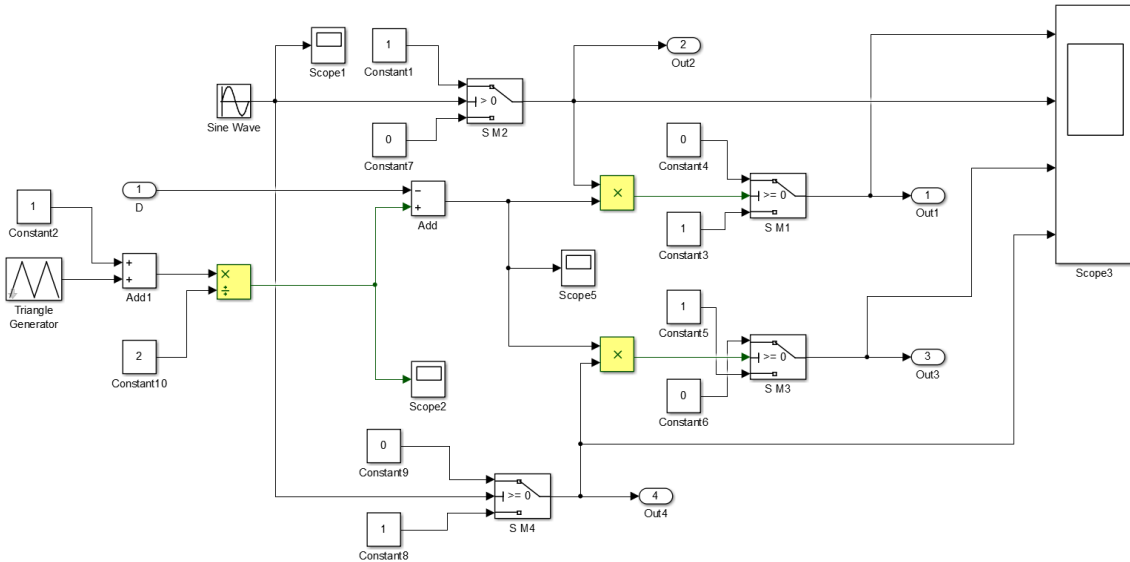 1
Constant1
Scope1
2
Out2
> 0
S M2
Sine Wave
0
Constant7
0
Constant4
1
D
−
+
Add
×
>= 0
S M1
1
Out1
1
Constant2
1
Constant3
Scope3
+
+
Add1
×
÷
Scope5
Triangle
Generator
1
Constant5
2
Constant10
×
>= 0
S M3
3
Out3
Scope2
0
Constant6
0
Constant9
>= 0
S M4
4
Out4
1
Constant8